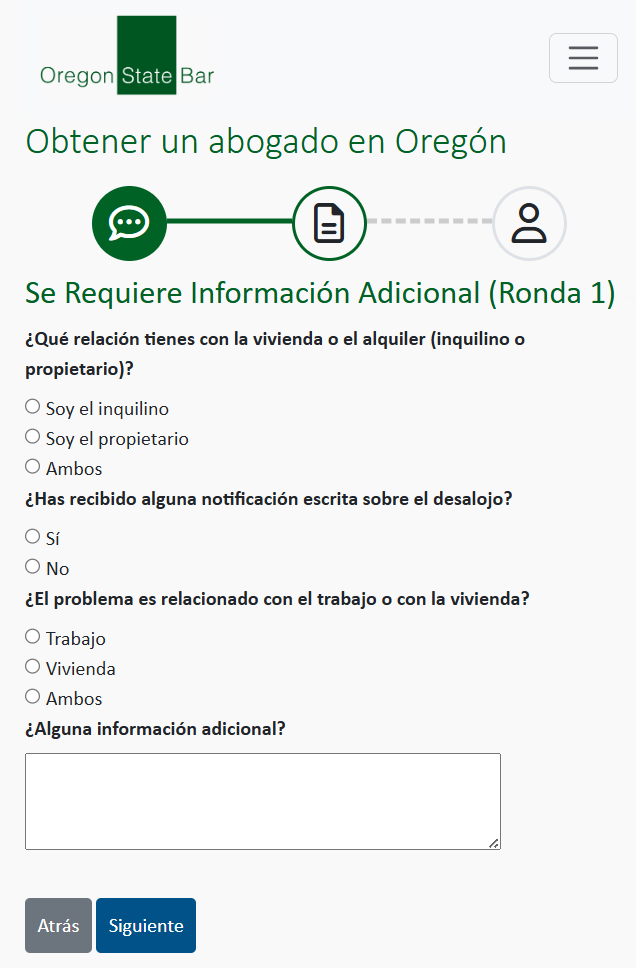 Oregon State Bar
Obtener un abogado en Oregón
Se Requiere Información Adicional (Ronda 1)
¿Qué relación tienes con la vivienda o el alquiler (inquilino o
propietario)?
Soy el inquilino
Soy el propietario
Ambos
¿Has recibido alguna notificación escrita sobre el desalojo?
Sí
No
¿El problema es relacionado con el trabajo o con la vivienda?
Trabajo
Vivienda
Ambos
¿Alguna información adicional?
Atrás Siguiente